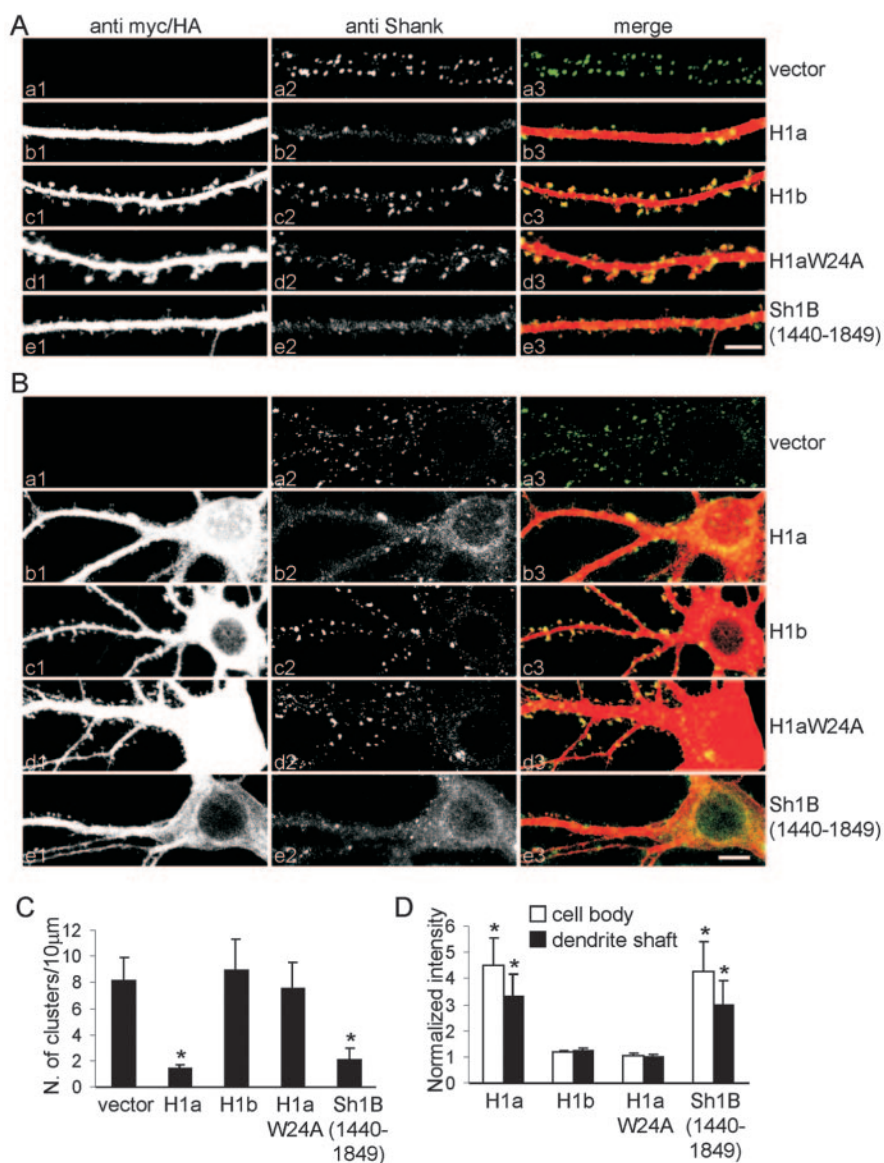 A
anti myc/HA anti Shank merge
a1 a2 a3 vector
b1 b2 b3 H1a
c1 c2 c3 H1b
d1 d2 d3 H1aW24A
e1 e2 e3 Sh1B
(1440-1849)
B
a1 a2 a3 vector
b1 b2 b3 H1a
c1 c2 c3 H1b
d1 d2 d3 H1aW24A
e1 e2 e3 Sh1B
(1440-1849)
C
N. of clusters/10µm
12
10
8
6
4
2
0
* *
vector H1a H1b H1a Sh1B
W24A (1440-
1849)
D
cell body
dendrite shaft
Normalized intensity
6
5
4
3
2
1
0
* * * *
H1a H1b H1a Sh1B
W24A (1440-
1849)